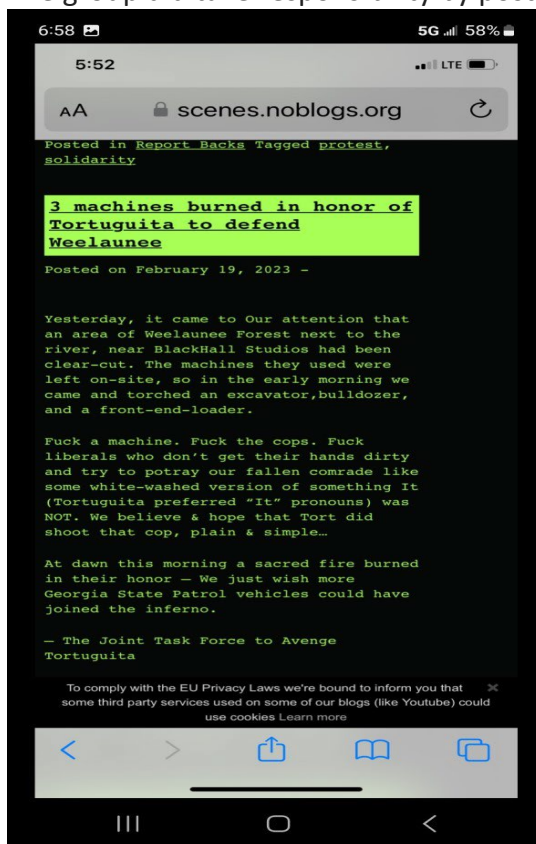 6:58
5G 58%
5:52
LTE
AA scenes.noblogs.org
Posted in Report Backs Tagged protest,
solidarity
3 machines burned in honor of
Tortuguita to defend
Weelaunee
Posted on February 19, 2023 –
Yesterday, it came to Our attention that
an area of Weelaunee Forest next to the
river, near BlackHall Studios had been
clear-cut. The machines they used were
left on-site, so in the early morning we
came and torched an excavator,bulldozer,
and a front-end-loader.
Fuck a machine. Fuck the cops. Fuck
liberals who don't get their hands dirty
and try to potray our fallen comrade like
some white-washed version of something It
(Tortuguita preferred “It” pronouns) was
NOT. We believe & hope that Tort did
shoot that cop, plain & simple…
At dawn this morning a sacred fire burned
in their honor — We just wish more
Georgia State Patrol vehicles could have
joined the inferno.
— The Joint Task Force to Avenge
Tortuguita
To comply with the EU Privacy Laws we're bound to inform you that
some third party services used on some of our blogs (like Youtube) could
use cookies Learn more